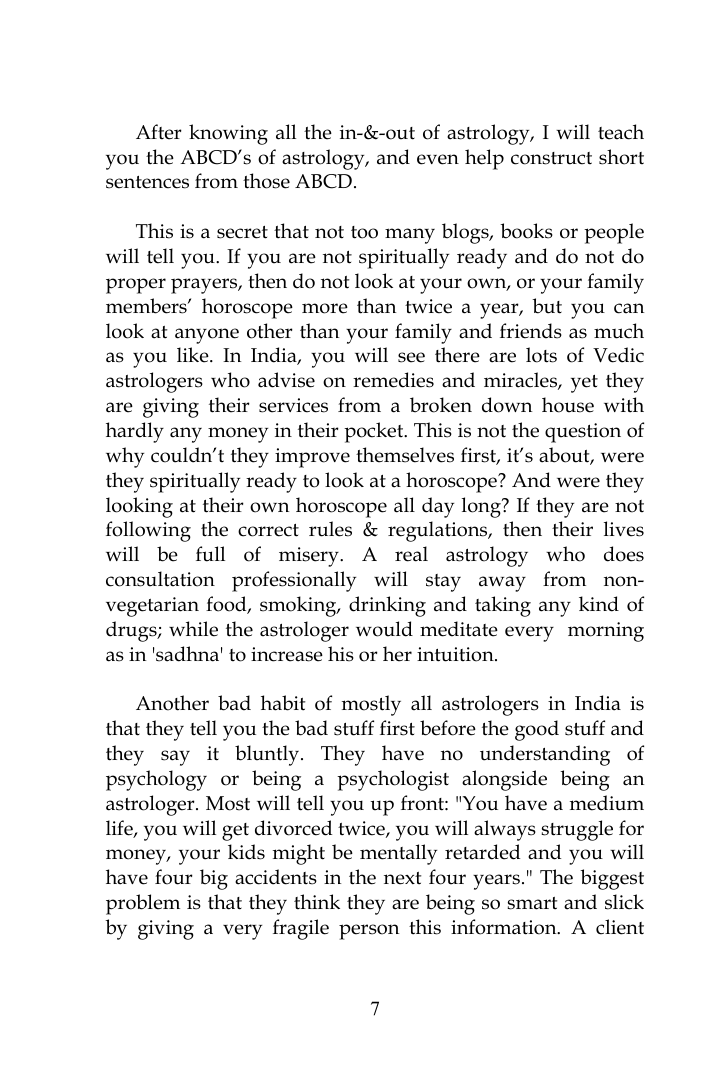 After knowing all the in-&-out of astrology, I will teach
you the ABCD’s of astrology, and even help construct short
sentences from those ABCD.
This is a secret that not too many blogs, books or people
will tell you. If you are not spiritually ready and do not do
proper prayers, then do not look at your own, or your family
members’ horoscope more than twice a year, but you can
look at anyone other than your family and friends as much
as you like. In India, you will see there are lots of Vedic
astrologers who advise on remedies and miracles, yet they
are giving their services from a broken down house with
hardly any money in their pocket. This is not the question of
why couldn’t they improve themselves first, it’s about, were
they spiritually ready to look at a horoscope? And were they
looking at their own horoscope all day long? If they are not
following the correct rules & regulations, then their lives
will be full of misery. A real astrology who does
consultation professionally will stay away from non-
vegetarian food, smoking, drinking and taking any kind of
drugs; while the astrologer would meditate every  morning
as in 'sadhna' to increase his or her intuition.
Another bad habit of mostly all astrologers in India is
that they tell you the bad stuff first before the good stuff and
they say it bluntly. They have no understanding of
psychology or being a psychologist alongside being an
astrologer. Most will tell you up front: "You have a medium
life, you will get divorced twice, you will always struggle for
money, your kids might be mentally retarded and you will
have four big accidents in the next four years." The biggest
problem is that they think they are being so smart and slick
by giving a very fragile person this information. A client
7